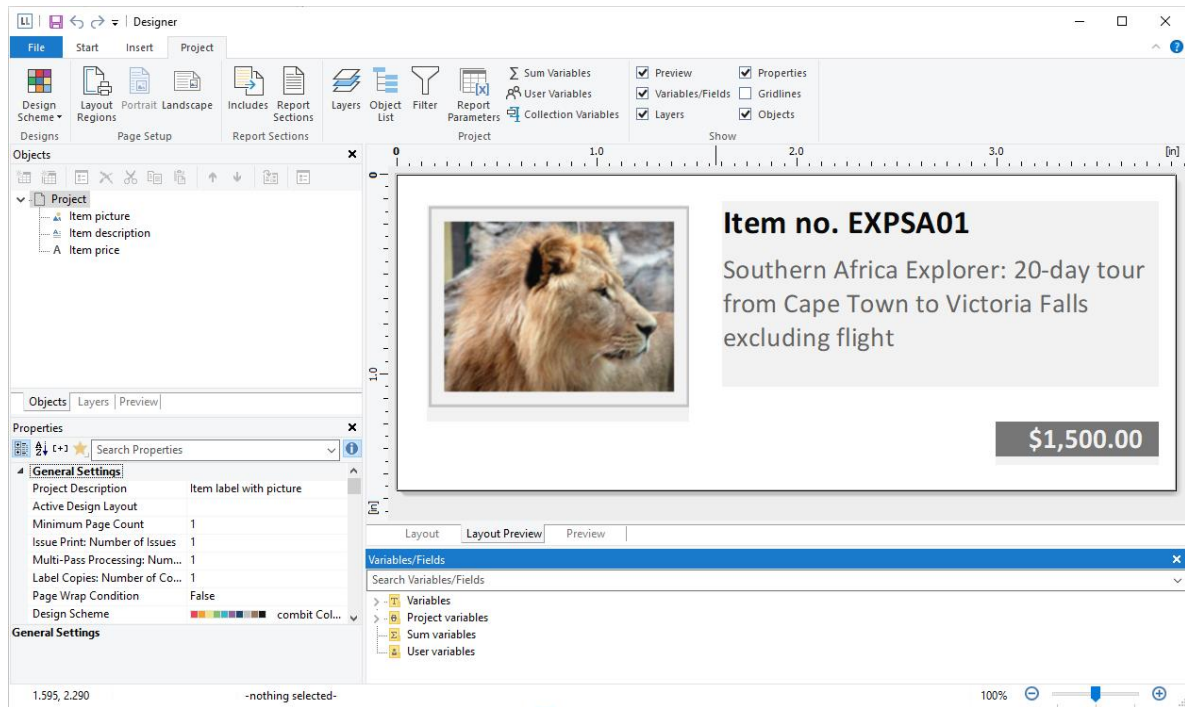 LL Designer
File Start Insert Project
Design Scheme
Layout Regions
Portrait
Landscape
Includes
Report Sections
Layers
Object List
Filter
Report Parameters
Sum Variables
User Variables
Collection Variables
Preview
Variables/Fields
Layers
Properties
Gridlines
Objects
Designs Page Setup Report Sections Project Show
Objects
Project
Item picture
Item description
A Item price
Objects Layers Preview
Properties
Search Properties
General Settings
Project Description Item label with picture
Active Design Layout
Minimum Page Count 1
Issue Print: Number of Issues 1
Multi-Pass Processing: Num... 1
Label Copies: Number of Co... 1
Page Wrap Condition False
Design Scheme combit Col...
General Settings
0 1.0 2.0 3.0 [in]
0
1.0
[in]
Item no. EXPSA01
Southern Africa Explorer: 20-day tour
from Cape Town to Victoria Falls
excluding flight
$1,500.00
Layout Layout Preview Preview
Variables/Fields
Search Variables/Fields
Variables
Project variables
Sum variables
User variables
1.595, 2.290 -nothing selected- 100%